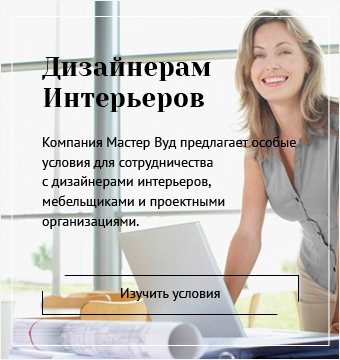 Дизайнерам
Интерьеров
Компания Мастер Вуд предлагает особые
условия для сотрудничества
с дизайнерами интерьеров,
мебельщиками и проектными
организациями.
Изучить условия